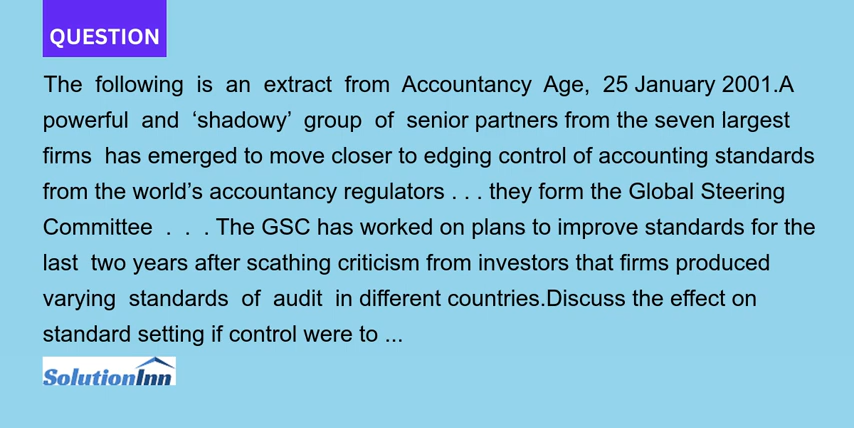 QUESTION
The following is an extract from Accountancy Age, 25 January 2001.A
powerful and ‘shadowy’ group of senior partners from the seven largest
firms has emerged to move closer to edging control of accounting standards
from the world’s accountancy regulators . . . they form the Global Steering
Committee . . . The GSC has worked on plans to improve standards for the
last two years after scathing criticism from investors that firms produced
varying standards of audit in different countries.Discuss the effect on
standard setting if control were to ...
SolutionInn